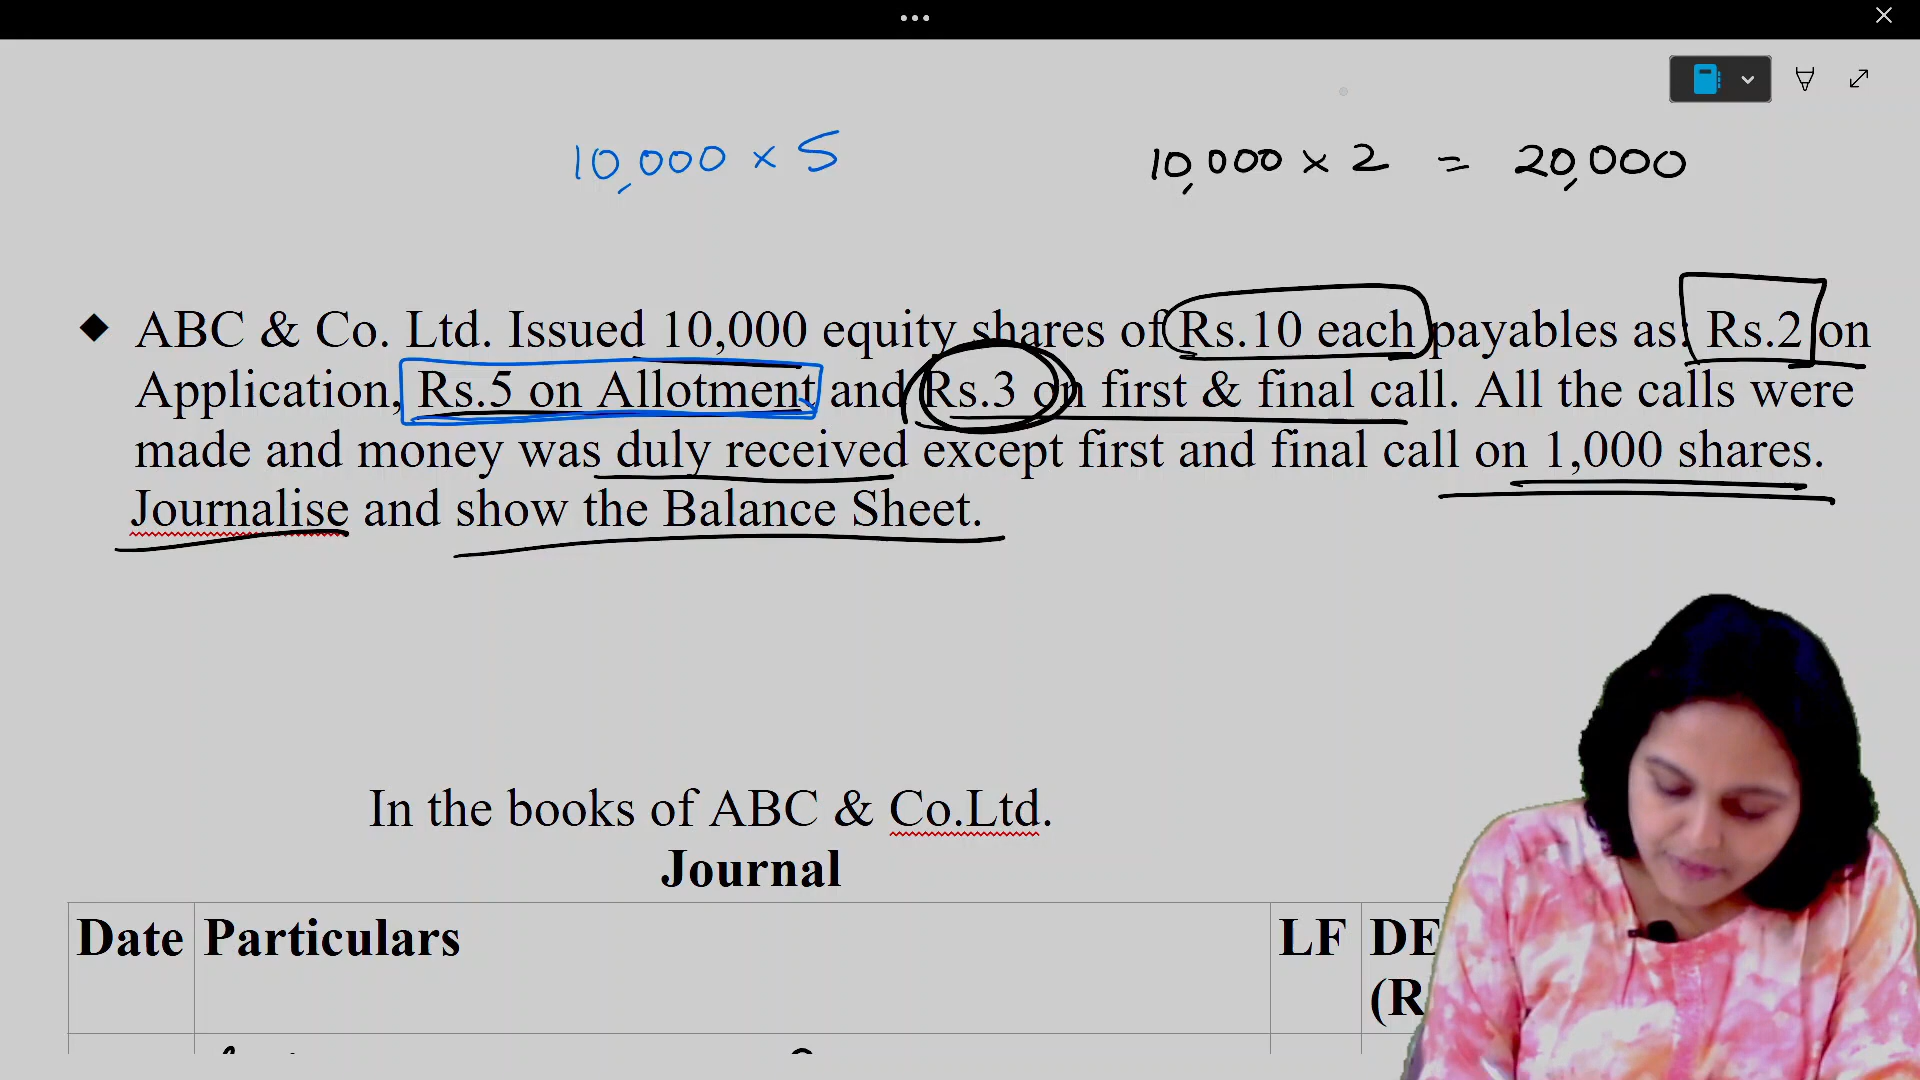 10,000 × 5
10,000 × 2 = 20,000
◆ ABC & Co. Ltd. Issued 10,000 equity shares of Rs.10 each payables as: Rs.2 on
Application, Rs.5 on Allotment and Rs.3 on first & final call. All the calls were
made and money was duly received except first and final call on 1,000 shares.
Journalise and show the Balance Sheet.
In the books of ABC & Co.Ltd.
Journal
Date Particulars LF